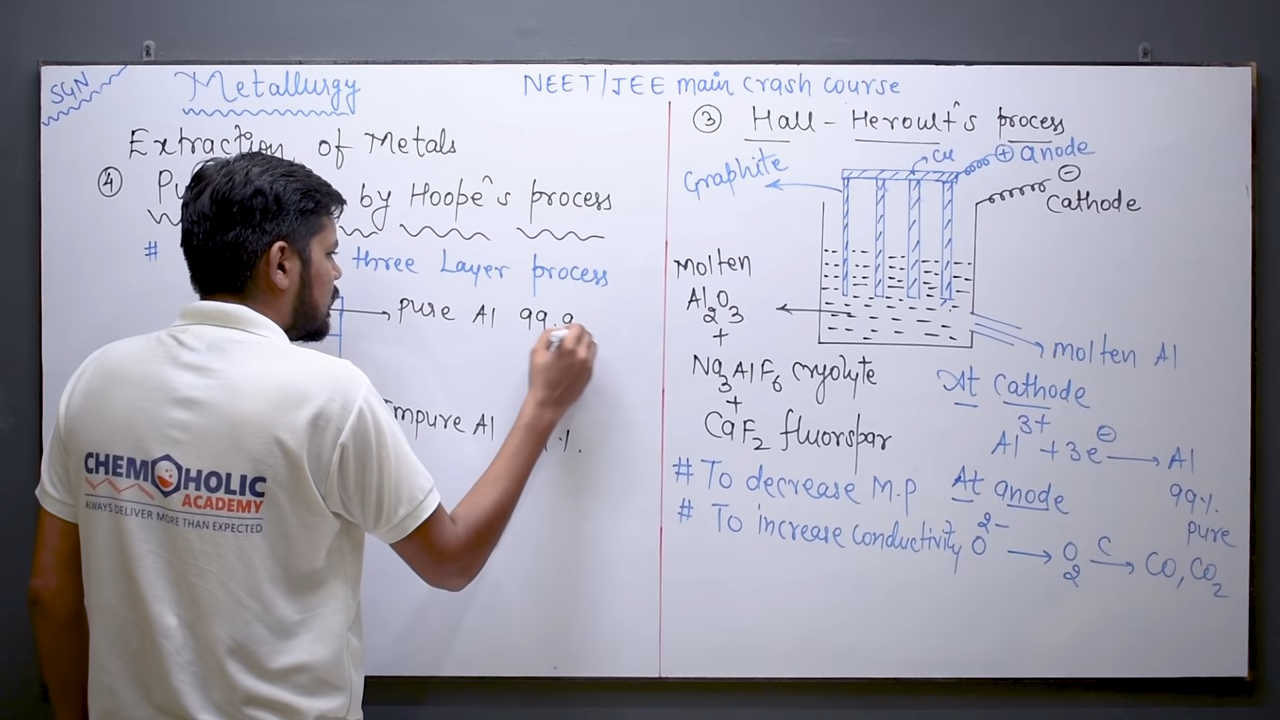 SGN
Metallurgy
NEET/JEE main crash course
Extraction of Metals
④ by Hoope's process
# three Layer process
pure Al 99.9
Impure Al
%.
③ Hall-Heroult's process
Graphite
Cu
+ anode
- Cathode
molten
Al2O3
+
Na3AlF6 cryolyte
+
CaF2 fluorspar
molten Al
# To decrease M.P
# To increase conductivity
At Cathode
Al3+ + 3e⊖ → Al
99%.
pure
At anode
O2- → O2 C→ CO, CO2
CHEMOHOLIC
ACADEMY
ALWAYS DELIVER MORE THAN EXPECTED